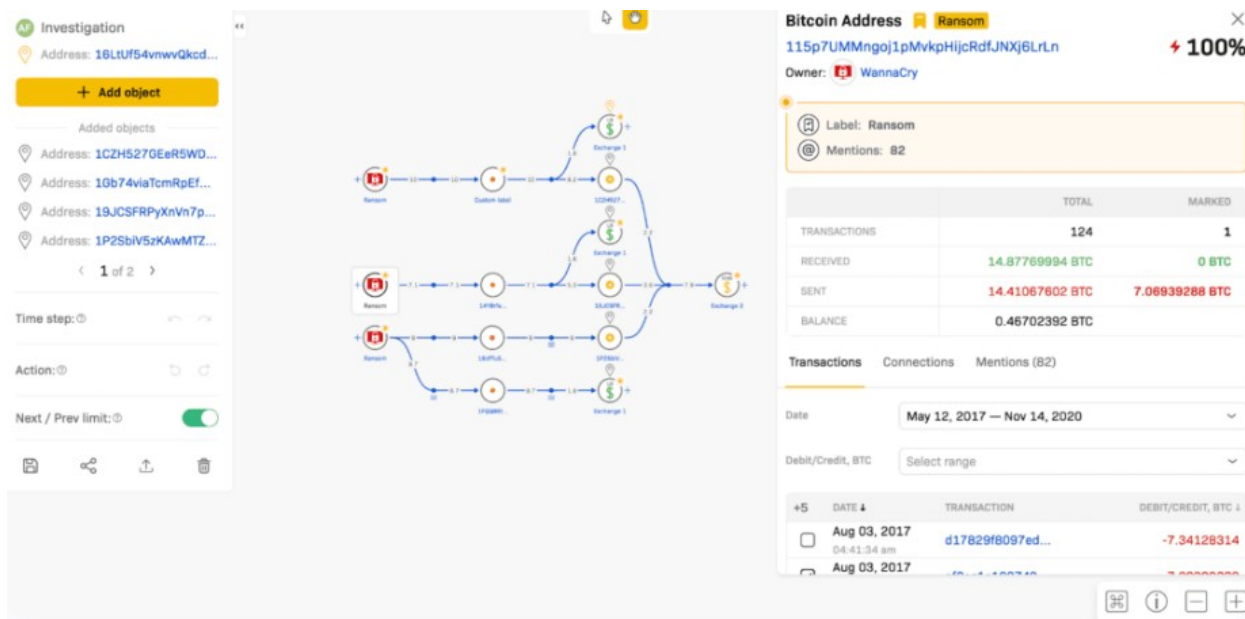 AF Investigation
Address: 16LtUf54vnwvQkcd...
+ Add object
Added objects
Address: 1CZH527GEeR5WD...
Address: 1Gb74viaTcmRpEf...
Address: 19JCSFRPyXnVn7p...
Address: 1P2SbiV5zKAwMTZ...
< 1 of 2 >
Time step:
Action:
Next / Prev limit:
Exchange 1
Ransom
Custom label
Exchange 1
Ransom
Exchange 2
Ransom
Exchange 1
Bitcoin Address Ransom
115p7UMMngoj1pMvkpHijcRdfJNXj6LrLn 100%
Owner: WannaCry
Label: Ransom
Mentions: 82
TOTAL MARKED
TRANSACTIONS 124 1
RECEIVED 14.87769994 BTC 0 BTC
SENT 14.41067602 BTC 7.06939288 BTC
BALANCE 0.46702392 BTC
Transactions Connections Mentions (82)
Date May 12, 2017 — Nov 14, 2020
Debit/Credit, BTC Select range
+5 DATE TRANSACTION DEBIT/CREDIT, BTC
Aug 03, 2017 d17829f8097ed... -7.34128314
04:41:34 am
Aug 03, 2017